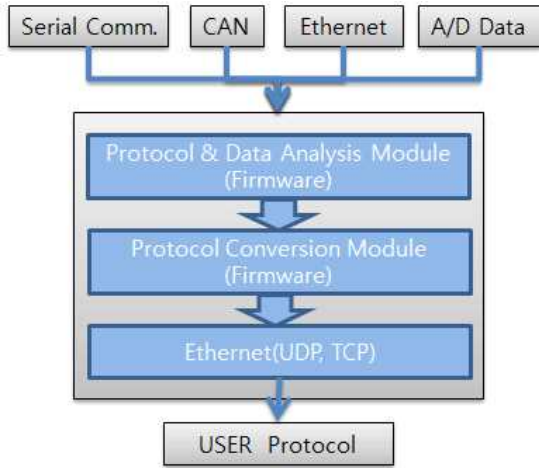 Serial Comm.
CAN
Ethernet
A/D Data
Protocol & Data Analysis Module
(Firmware)
Protocol Conversion Module
(Firmware)
Ethernet(UDP, TCP)
USER Protocol